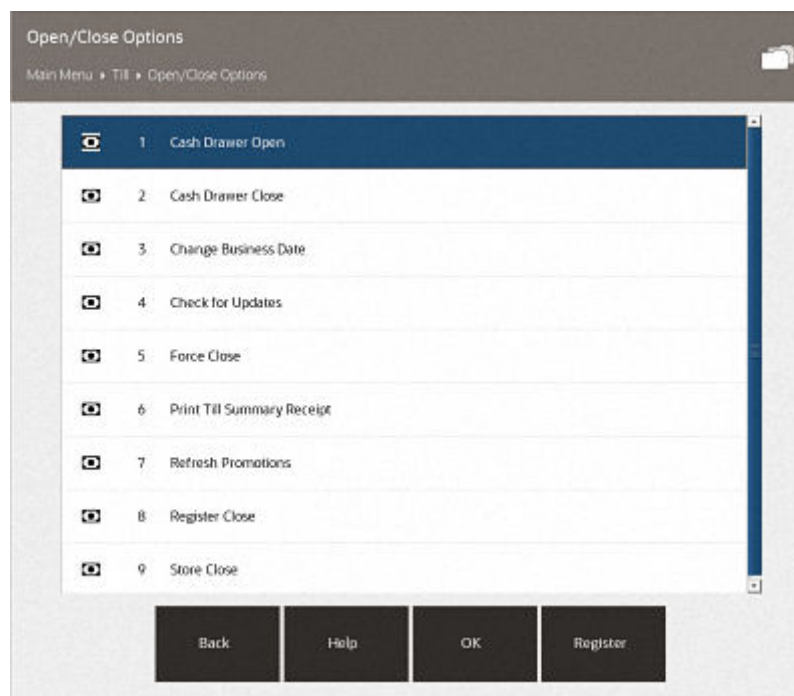 Open/Close Options
Main Menu ▸ Till ▸ Open/Close Options
1 Cash Drawer Open
2 Cash Drawer Close
3 Change Business Date
4 Check for Updates
5 Force Close
6 Print Till Summary Receipt
7 Refresh Promotions
8 Register Close
9 Store Close
Back Help OK Register